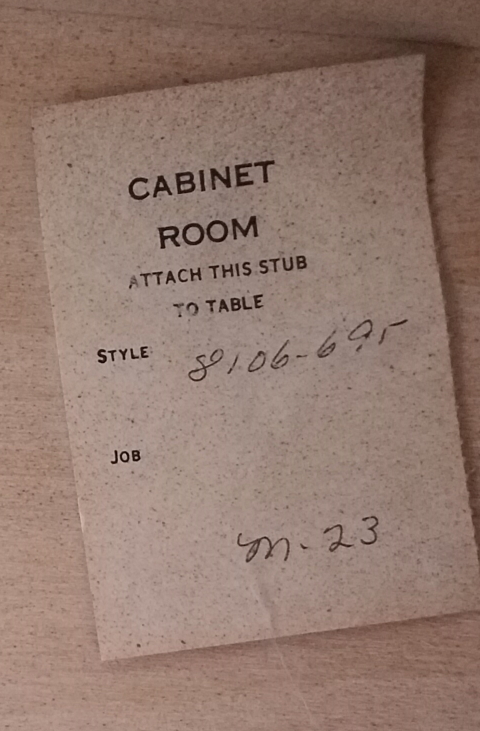 CABINET
ROOM
ATTACH THIS STUB
TO TABLE
STYLE 8106-695
JOB
M-23